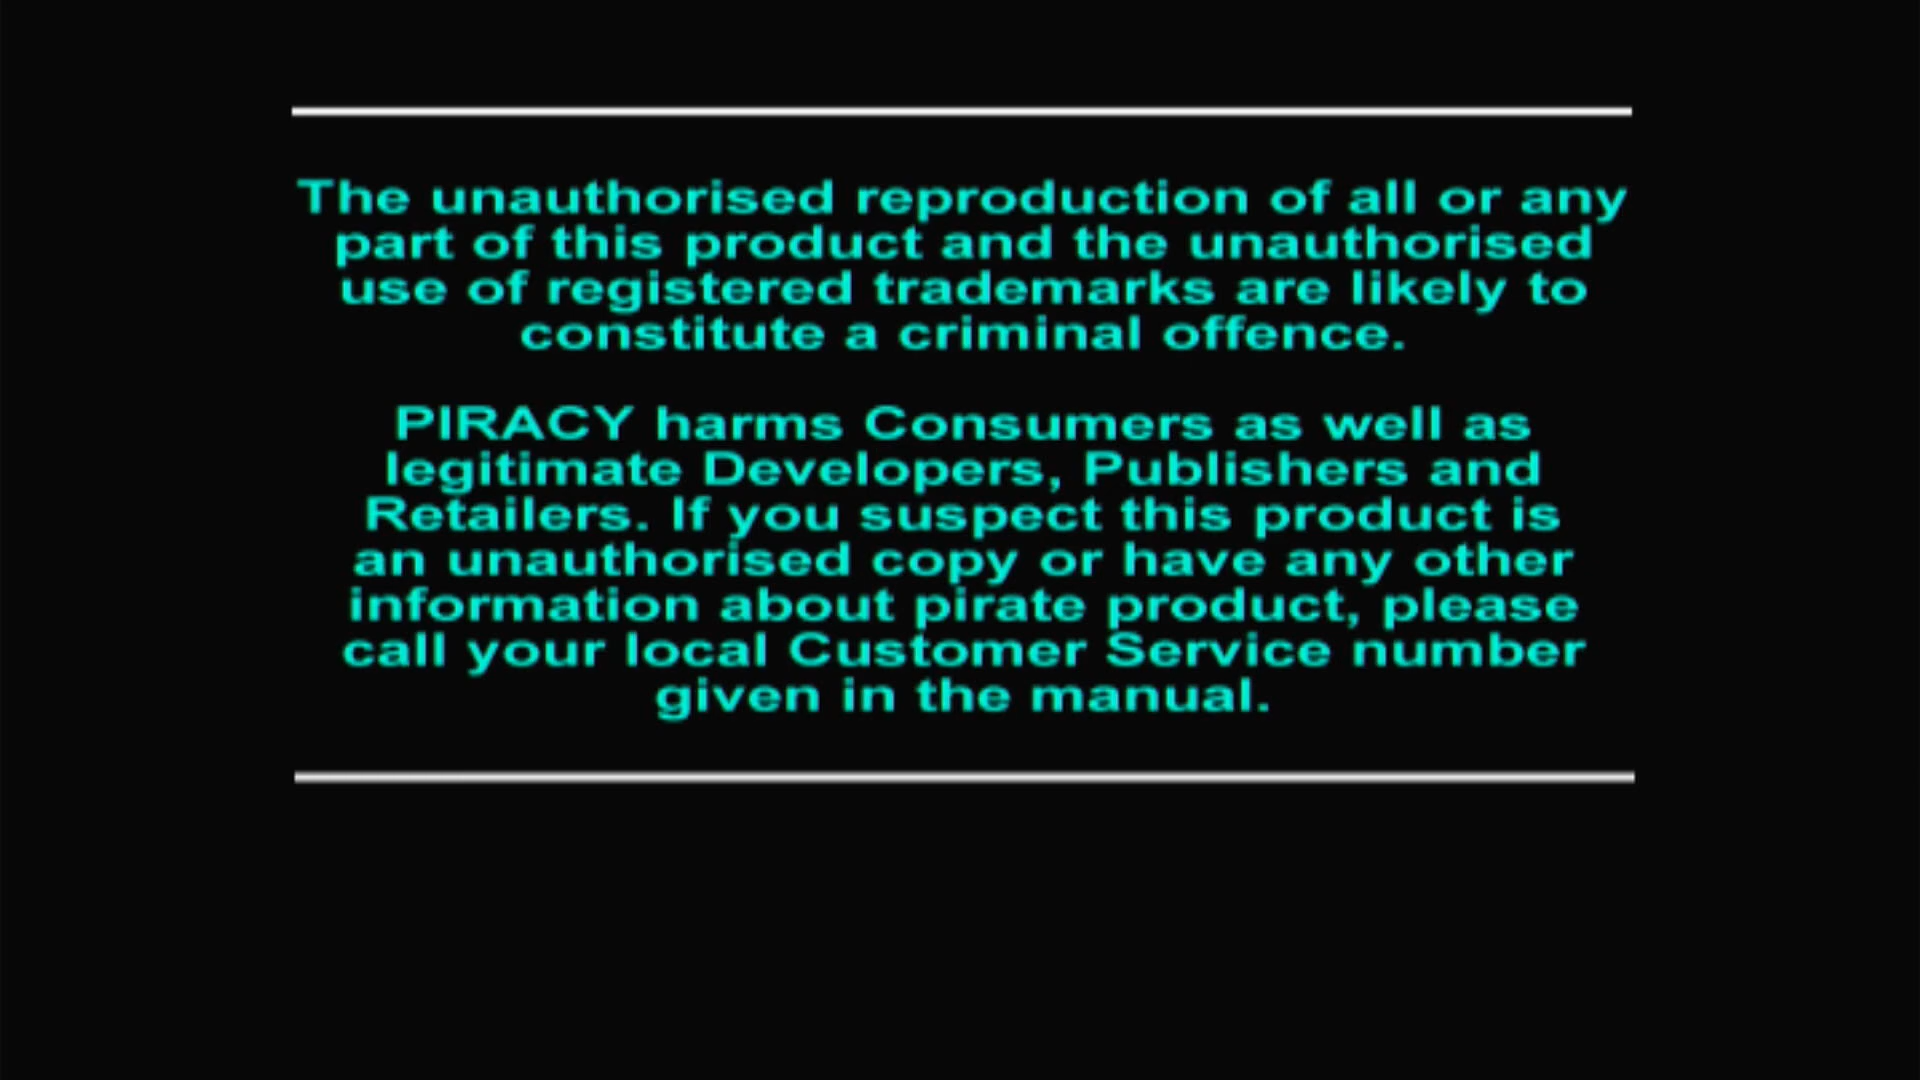 The unauthorised reproduction of all or any
part of this product and the unauthorised
use of registered trademarks are likely to
constitute a criminal offence.
PIRACY harms Consumers as well as
legitimate Developers, Publishers and
Retailers. If you suspect this product is
an unauthorised copy or have any other
information about pirate product, please
call your local Customer Service number
given in the manual.